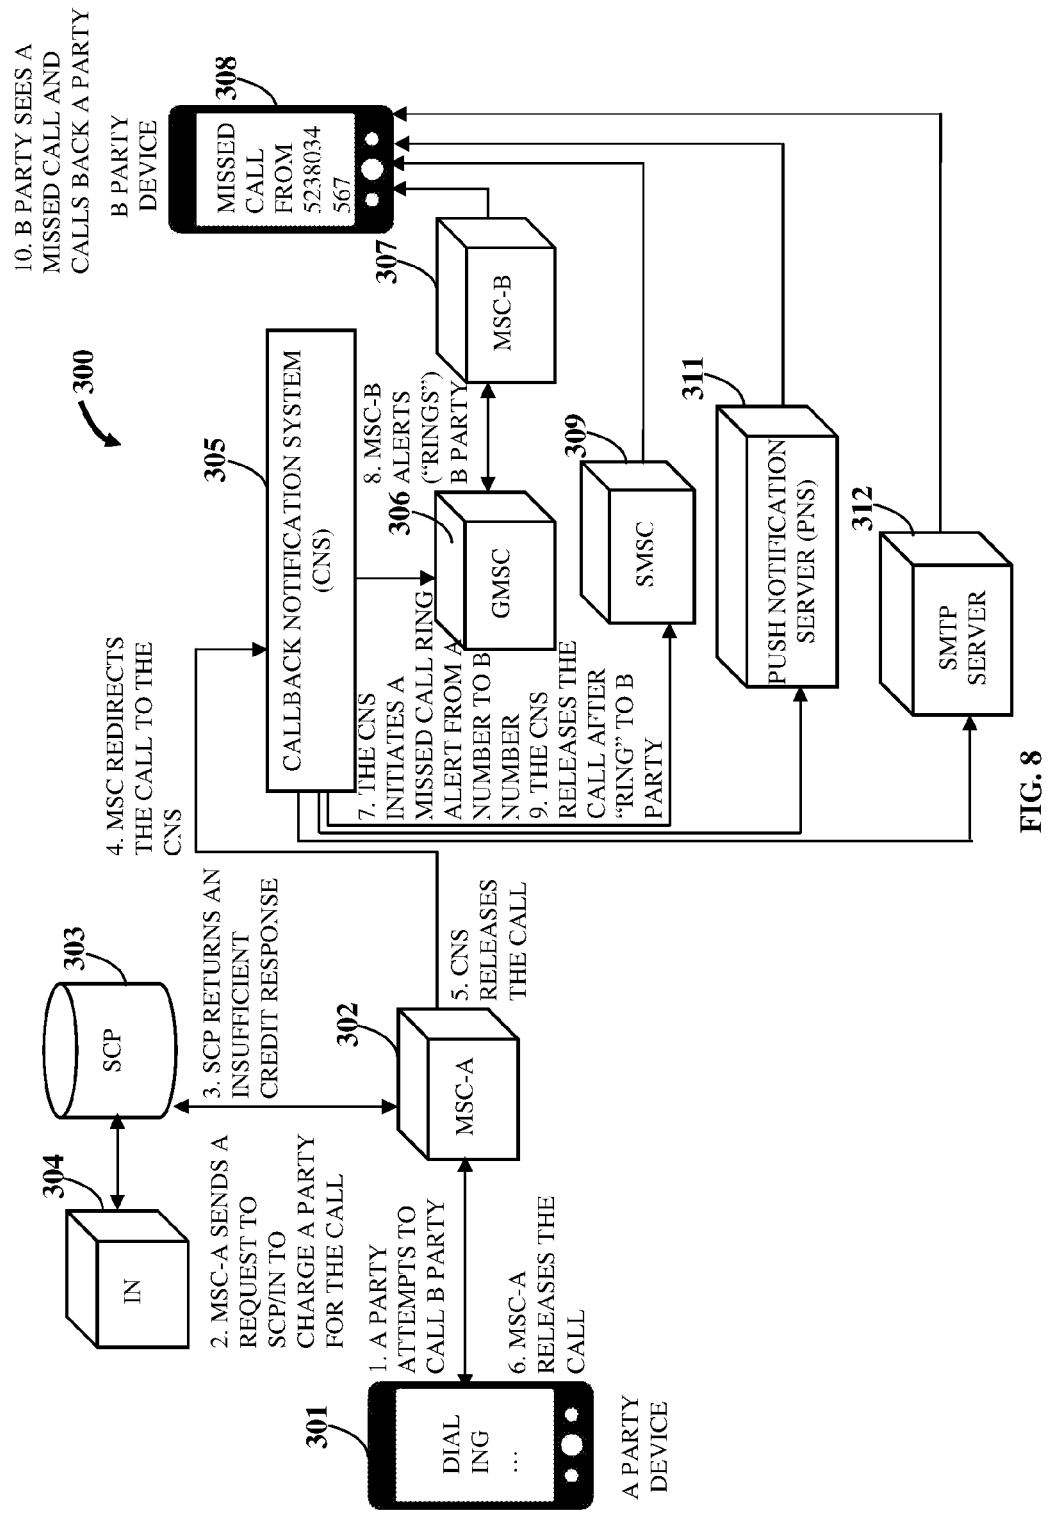 10. B PARTY SEES A
MISSED CALL AND
CALLS BACK A PARTY
B PARTY
DEVICE
308
MISSED
CALL
FROM
5238034
567
300
4. MSC REDIRECTS
THE CALL TO THE
CNS
305
CALLBACK NOTIFICATION SYSTEM
(CNS)
307
MSC-B
8. MSC-B
ALERTS
("RINGS")
B PARTY
306
GMSC
7. THE CNS
INITIATES A
MISSED CALL RING
ALERT FROM A
NUMBER TO B
NUMBER
9. THE CNS
RELEASES THE
CALL AFTER
"RING" TO B
PARTY
309
SMSC
311
PUSH NOTIFICATION
SERVER (PNS)
312
SMTP
SERVER
303
SCP
304
IN
3. SCP RETURNS AN
INSUFFICIENT
CREDIT RESPONSE
2. MSC-A SENDS A
REQUEST TO
SCP/IN TO
CHARGE A PARTY
FOR THE CALL
302
MSC-A
5. CNS
RELEASES
THE CALL
1. A PARTY
ATTEMPTS TO
CALL B PARTY
6. MSC-A
RELEASES THE
CALL
301
DIAL
ING
...
A PARTY
DEVICE
FIG. 8